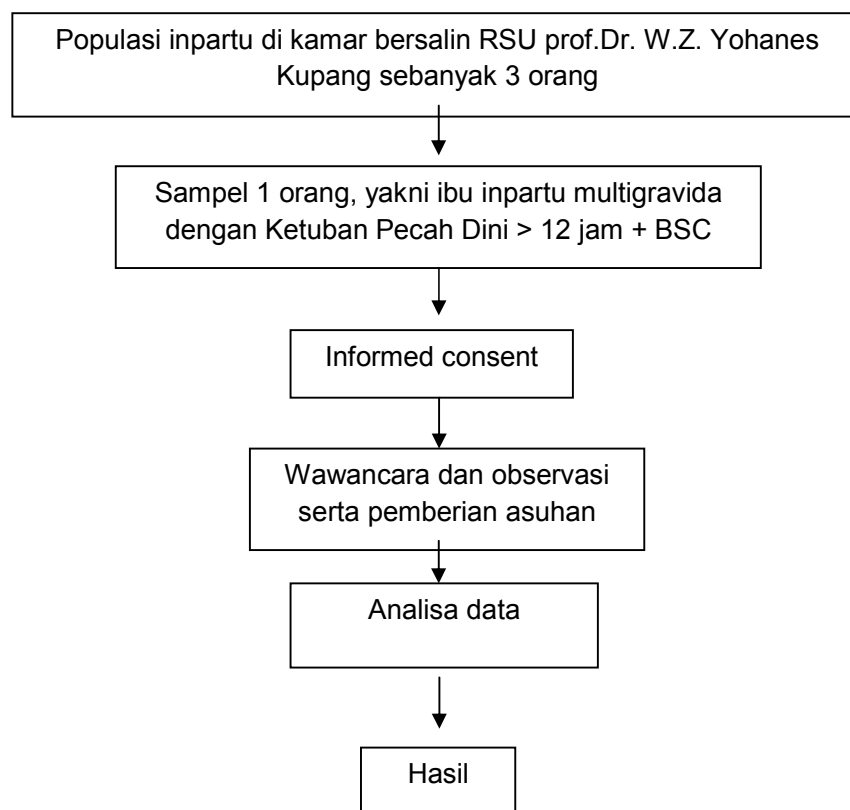 Populasi inpartu di kamar bersalin RSU prof.Dr. W.Z. Yohanes
Kupang sebanyak 3 orang
Sampel 1 orang, yakni ibu inpartu multigravida
dengan Ketuban Pecah Dini > 12 jam + BSC
Informed consent
Wawancara dan observasi
serta pemberian asuhan
Analisa data
Hasil